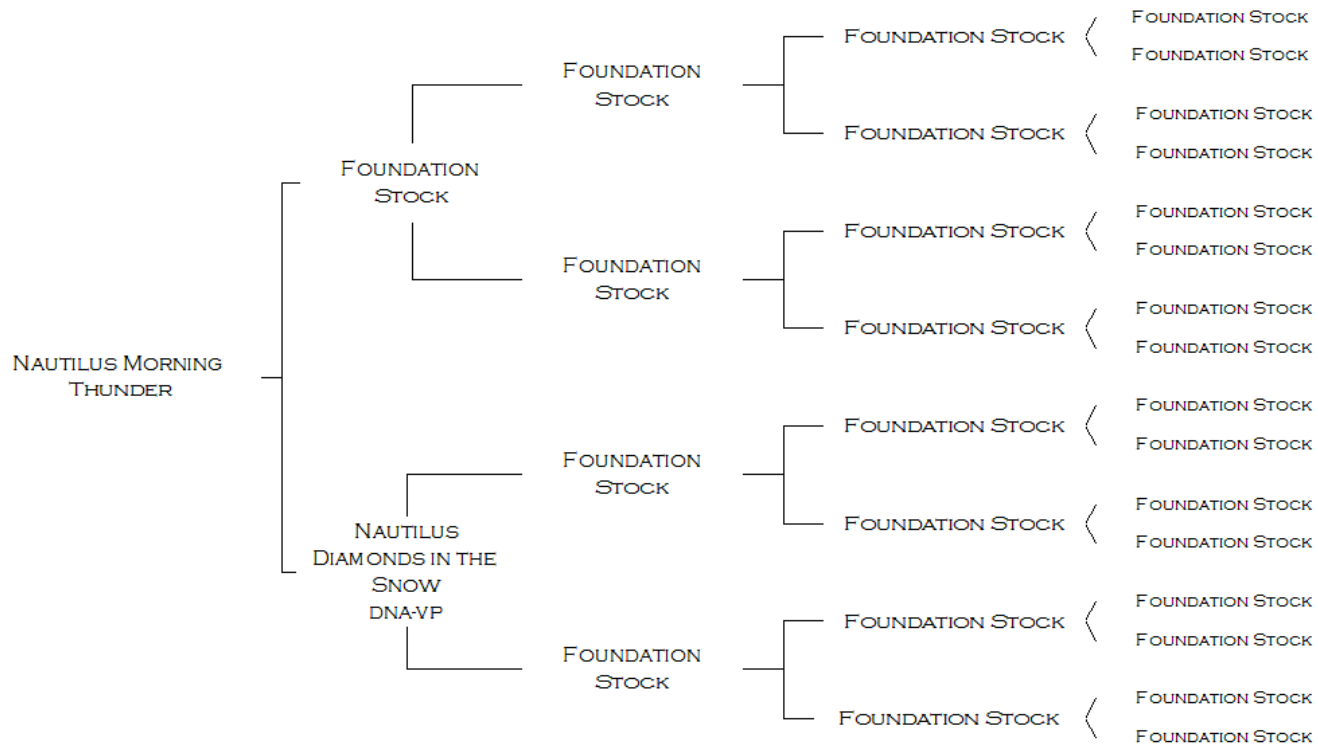 Foundation Stock
Foundation Stock
Foundation Stock
Foundation
Stock
Foundation Stock
Foundation Stock
Foundation Stock
Foundation
Stock
Foundation Stock
Foundation Stock
Foundation Stock
Foundation
Stock
Foundation Stock
Foundation Stock
Foundation Stock
Nautilus Morning
Thunder
Foundation Stock
Foundation Stock
Foundation Stock
Foundation
Stock
Foundation Stock
Foundation Stock
Foundation Stock
Nautilus
Diamonds in the
Snow
DNA-VP
Foundation Stock
Foundation Stock
Foundation Stock
Foundation
Stock
Foundation Stock
Foundation Stock
Foundation Stock